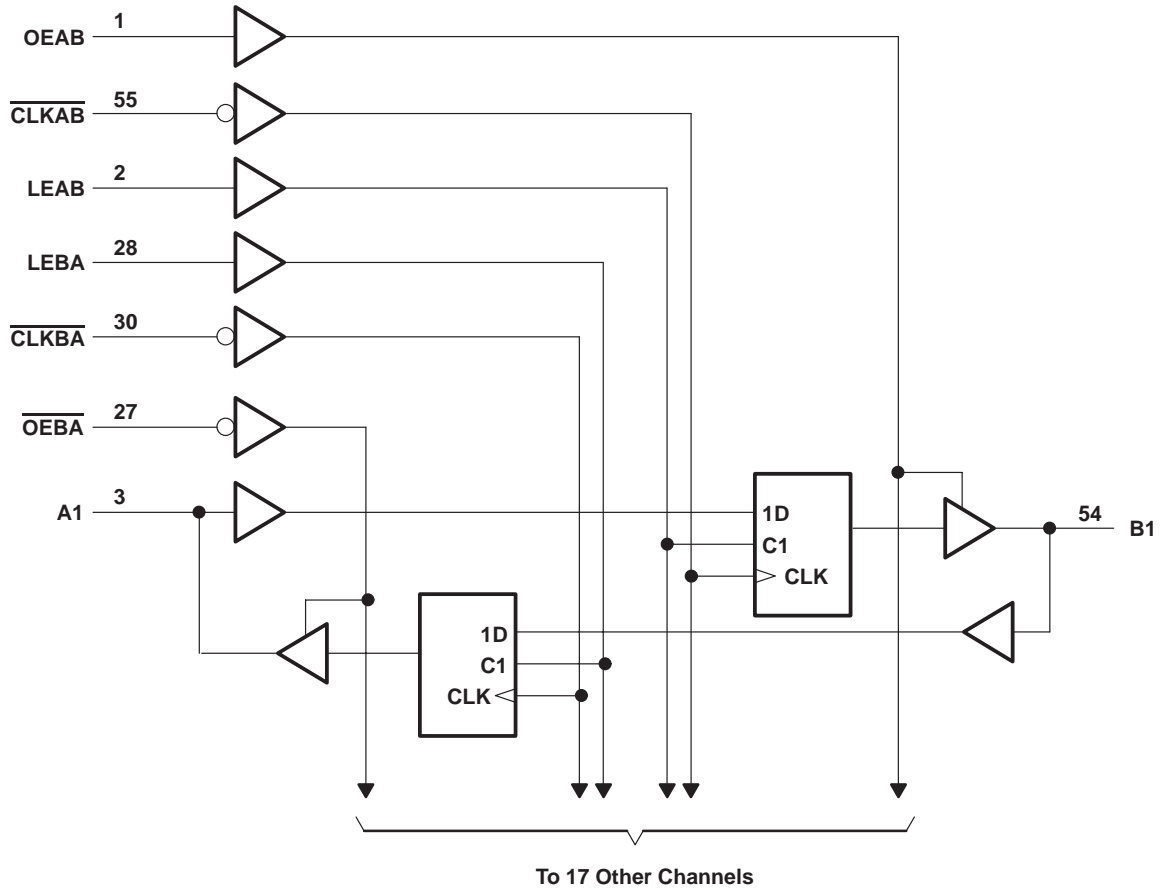 OEAB 1
CLKAB 55
LEAB 2
LEBA 28
CLKBA 30
OEBA 27
A1 3
1D
C1
CLK
54 B1
1D
C1
CLK
To 17 Other Channels